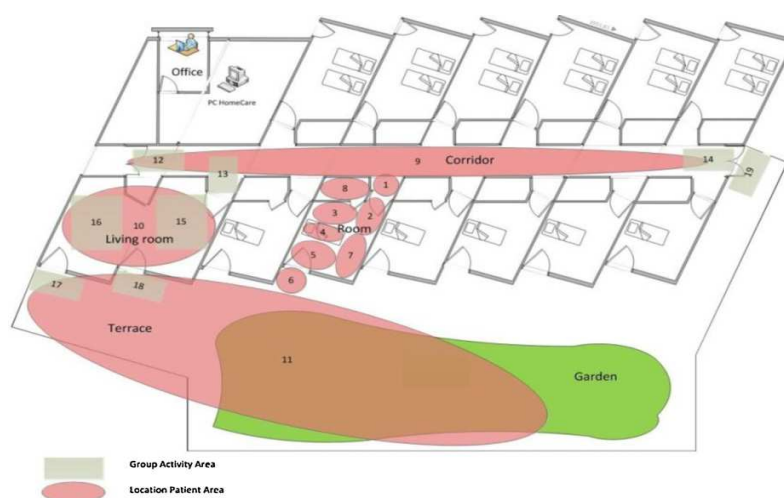 Office
PC HomeCare
12
9
Corridor
14
19
13
8
1
16
10
15
3
2
Room
4
Living room
5
7
6
17
18
Terrace
11
Garden
Group Activity Area
Location Patient Area